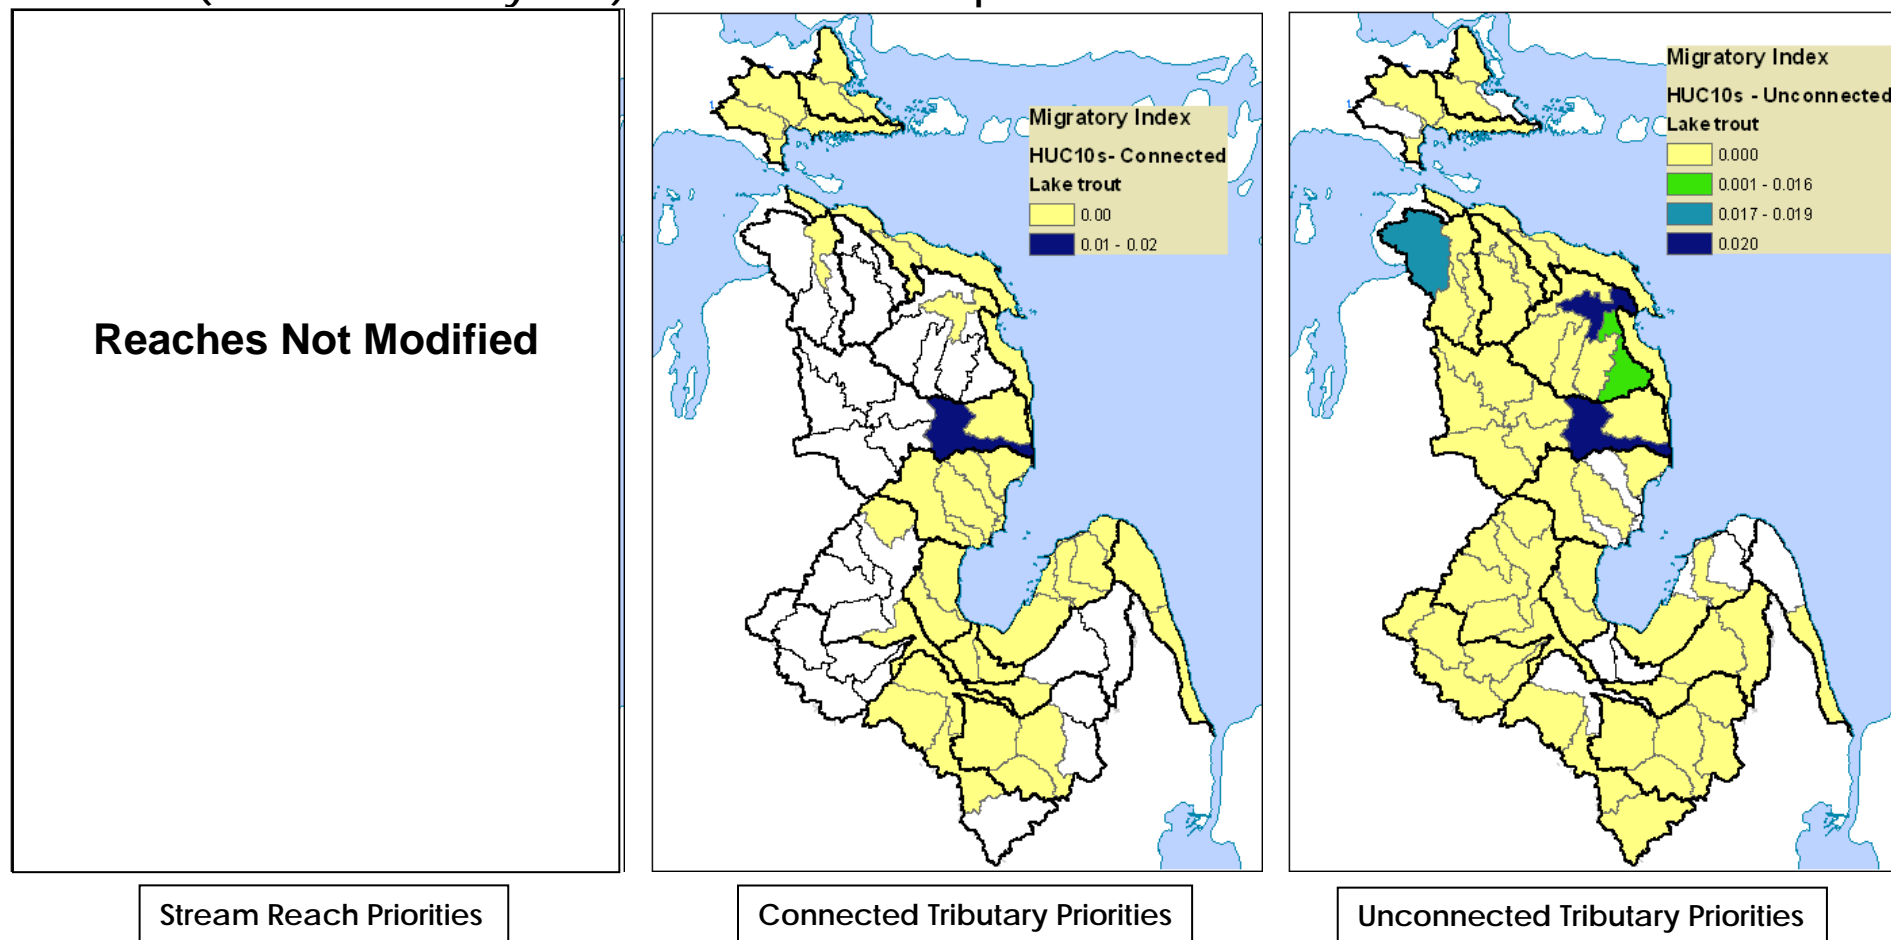 Reaches Not Modified
Migratory Index
HUC10s- Connected
Lake trout
0.00
0.01 - 0.02
Migratory Index
HUC10s - Unconnected
Lake trout
0.000
0.001 - 0.016
0.017 - 0.019
0.020
Stream Reach Priorities
Connected Tributary Priorities
Unconnected Tributary Priorities